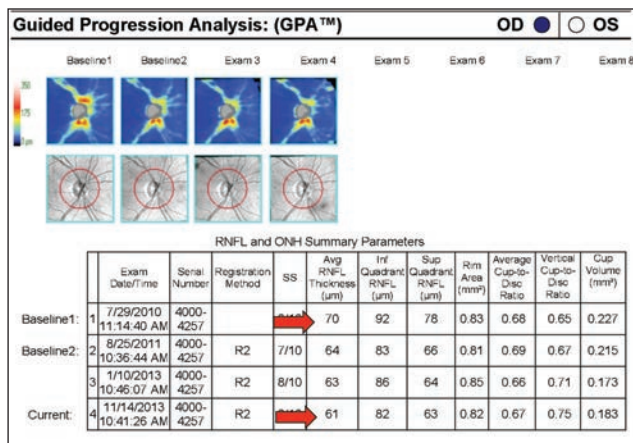 Guided Progression Analysis: (GPA™) OD OS
Baseline1 Baseline2 Exam 3 Exam 4 Exam 5 Exam 6 Exam 7 Exam 8
350
175
0 µm
RNFL and ONH Summary Parameters
Exam Date/Time Serial Number Registration Method SS Avg RNFL Thickness (µm) Inf Quadrant RNFL (µm) Sup Quadrant RNFL (µm) Rim Area (mm²) Average Cup-to-Disc Ratio Vertical Cup-to-Disc Ratio Cup Volume (mm³)
Baseline1: 1 7/29/2010 11:14:40 AM 4000-4257 70 92 78 0.83 0.68 0.65 0.227
Baseline2: 2 8/25/2011 10:36:44 AM 4000-4257 R2 7/10 64 83 66 0.81 0.69 0.67 0.215
3 1/10/2013 10:46:07 AM 4000-4257 R2 8/10 63 86 64 0.85 0.66 0.71 0.173
Current: 4 11/14/2013 10:41:26 AM 4000-4257 R2 61 82 63 0.82 0.67 0.75 0.183